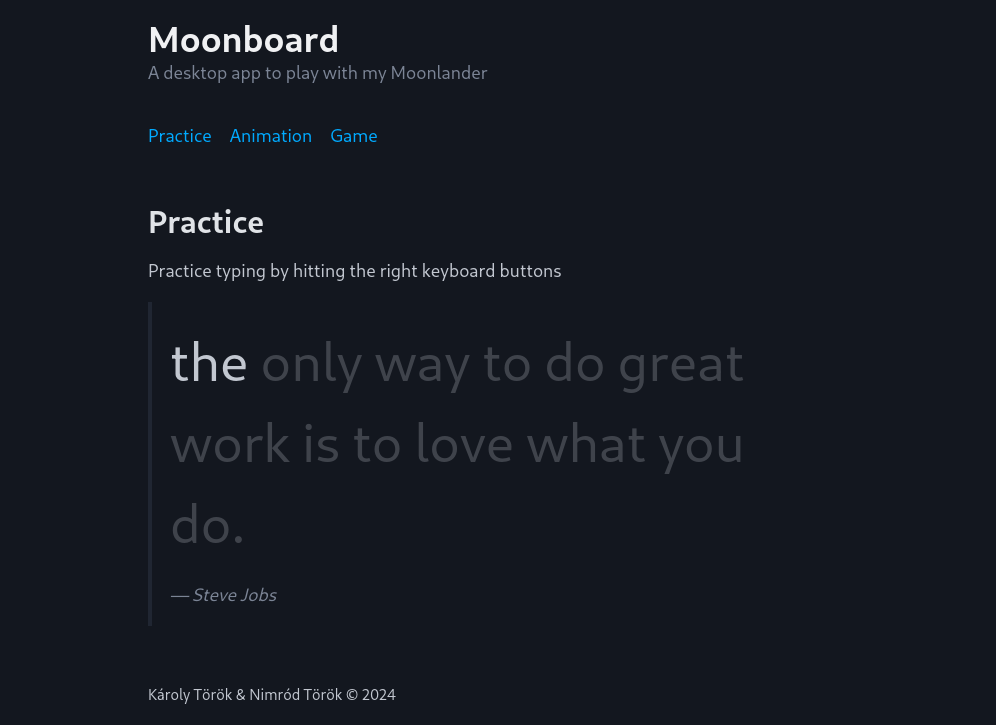 Moonboard
A desktop app to play with my Moonlander
Practice Animation Game
Practice
Practice typing by hitting the right keyboard buttons
the only way to do great
work is to love what you
do.
— Steve Jobs
Károly Török & Nimród Török © 2024